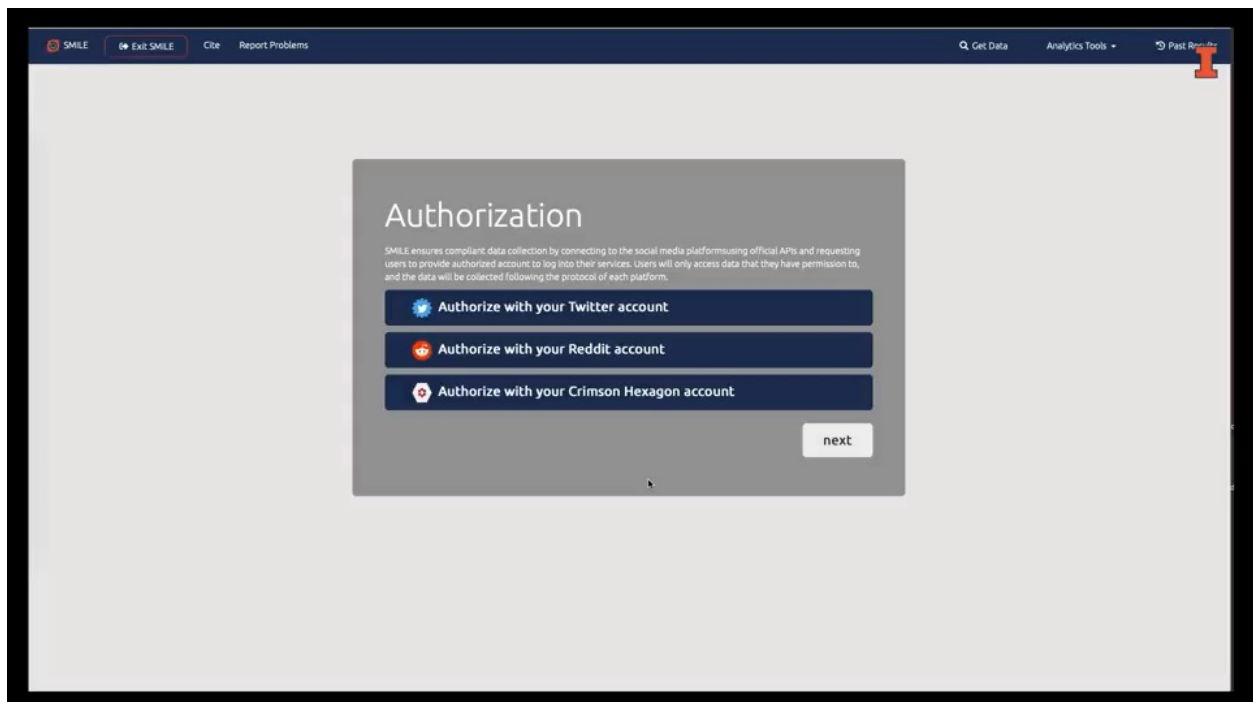 SMILE Exit SMILE Cite Report Problems Get Data Analytics Tools Past Results
Authorization
SMILE ensures compliant data collection by connecting to the social media platformsusing official APIs and requesting
users to provide authorized account to log into their services. Users will only access data that they have permission to,
and the data will be collected following the protocol of each platform.
Authorize with your Twitter account
Authorize with your Reddit account
Authorize with your Crimson Hexagon account
next